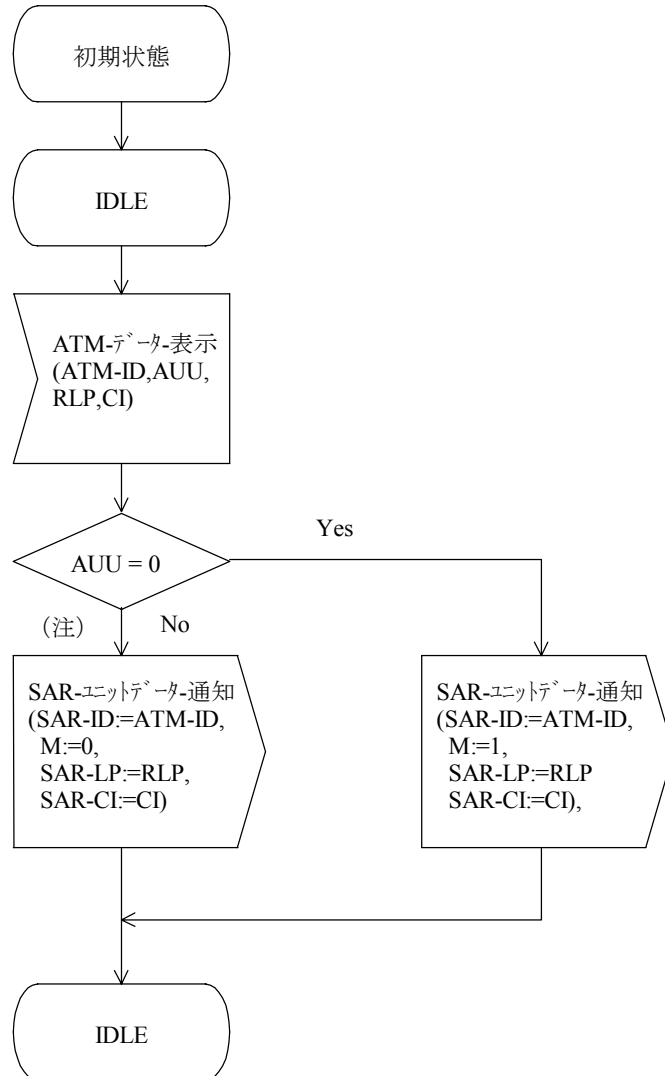 初期状態
IDLE
ATM-ﾃﾞｰﾀ-表示
(ATM-ID,AUU,
RLP,CI)
Yes
AUU = 0
（注）
No
SAR-ﾕﾆｯﾄﾃﾞｰﾀ-通知
(SAR-ID:=ATM-ID,
M:=0,
SAR-LP:=RLP,
SAR-CI:=CI)
SAR-ﾕﾆｯﾄﾃﾞｰﾀ-通知
(SAR-ID:=ATM-ID,
M:=1,
SAR-LP:=RLP
SAR-CI:=CI),
IDLE